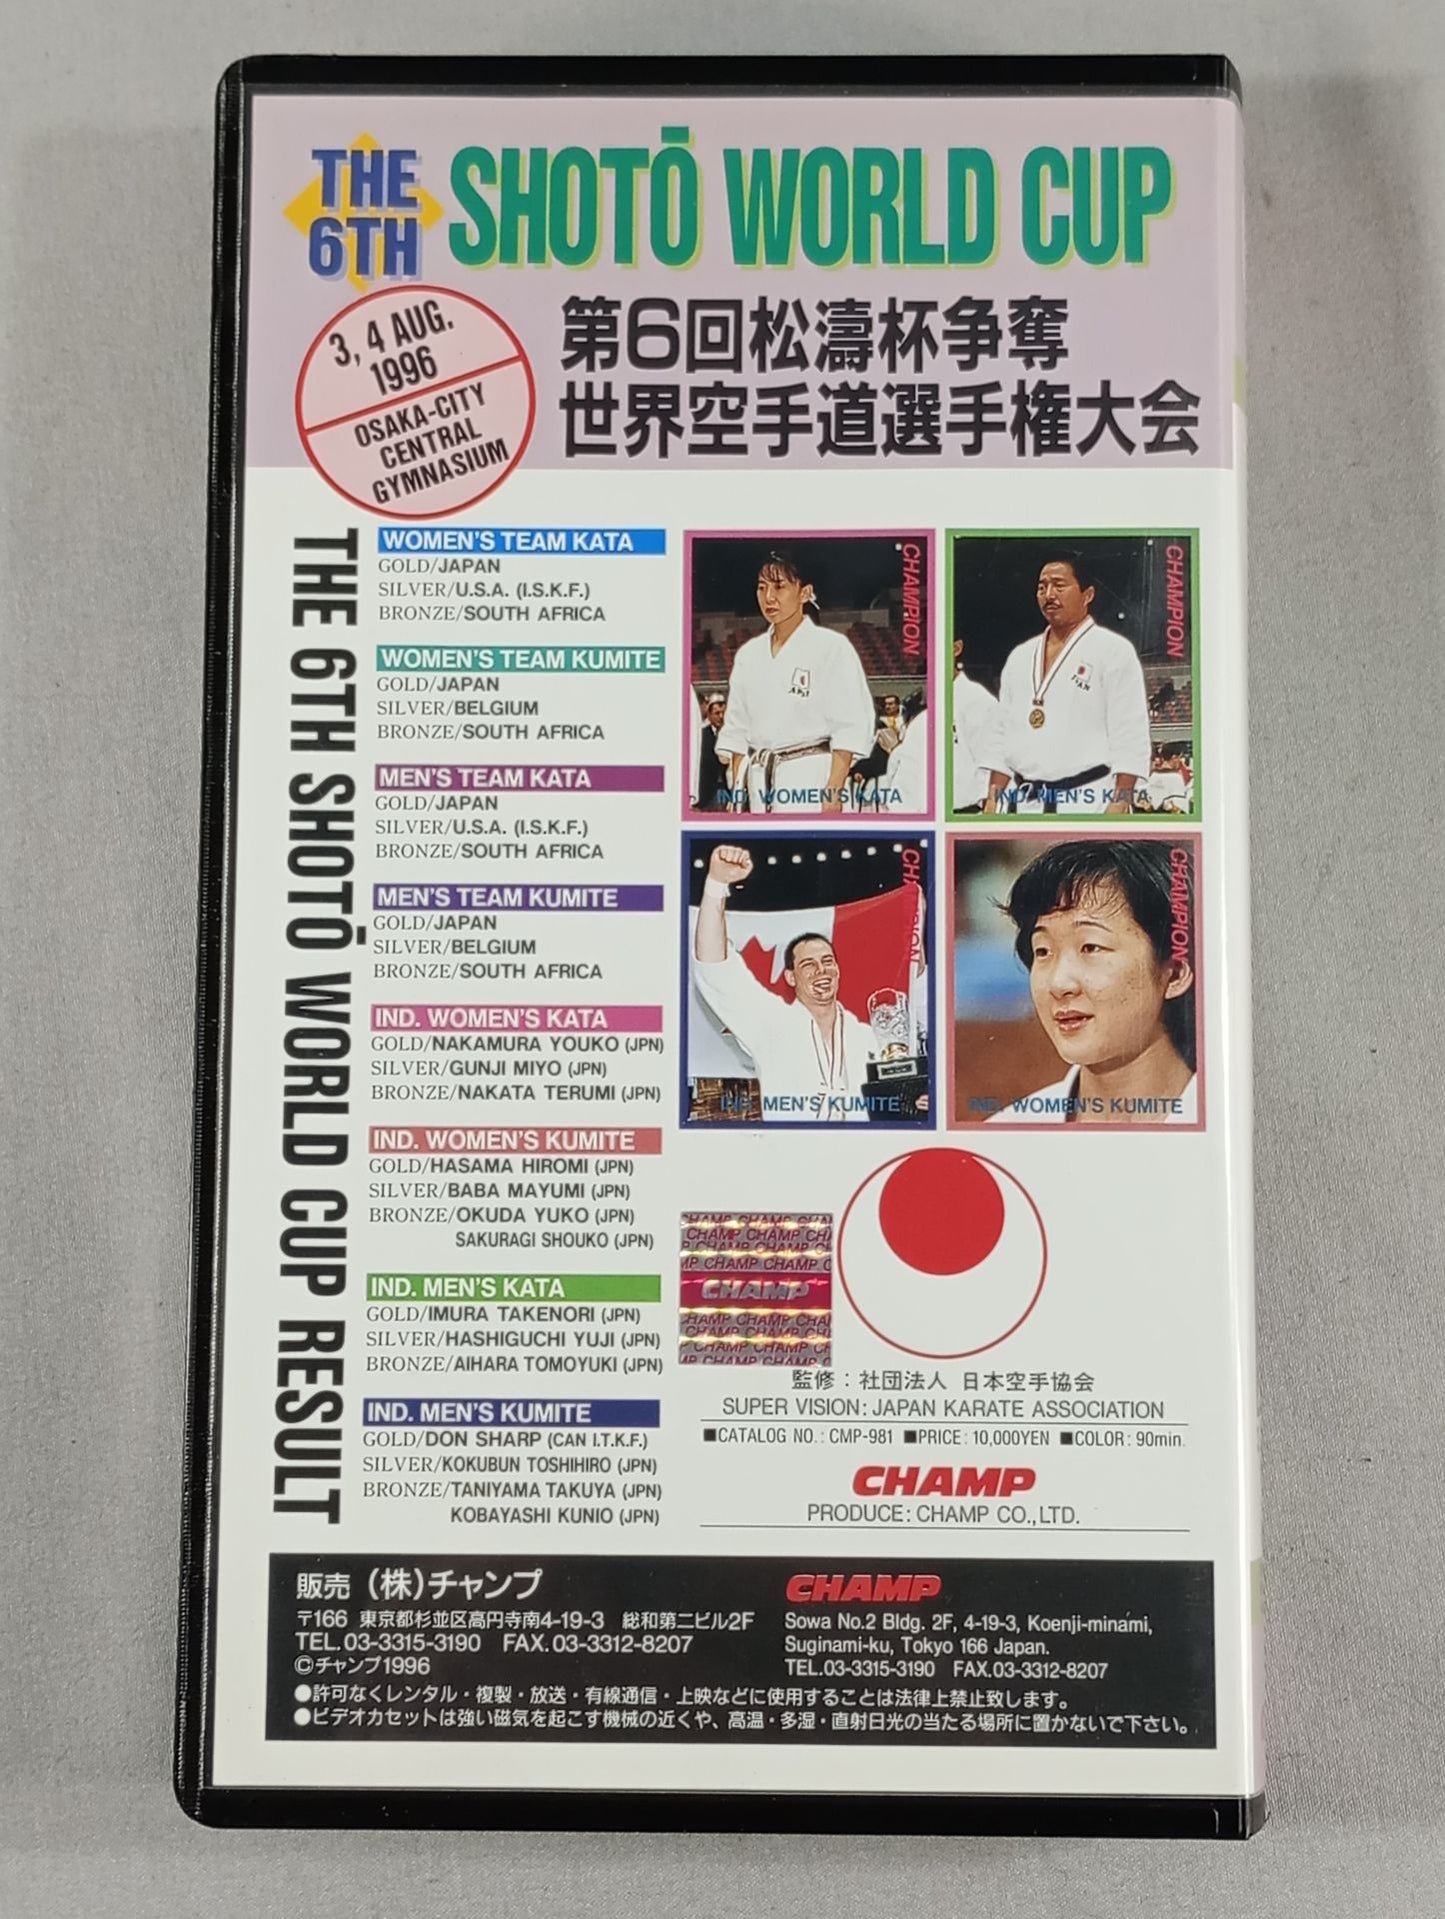 THE
6TH
SHOTŌ WORLD CUP
3, 4 AUG.
1996
OSAKA-CITY
CENTRAL
GYMNASIUM
第6回松濤杯争奪
世界空手道選手権大会
THE 6TH SHOTŌ WORLD CUP RESULT
WOMEN'S TEAM KATA
GOLD/JAPAN
SILVER/U.S.A. (I.S.K.F.)
BRONZE/SOUTH AFRICA
WOMEN'S TEAM KUMITE
GOLD/JAPAN
SILVER/BELGIUM
BRONZE/SOUTH AFRICA
MEN'S TEAM KATA
GOLD/JAPAN
SILVER/U.S.A. (I.S.K.F.)
BRONZE/SOUTH AFRICA
MEN'S TEAM KUMITE
GOLD/JAPAN
SILVER/BELGIUM
BRONZE/SOUTH AFRICA
IND. WOMEN'S KATA
GOLD/NAKAMURA YOUKO (JPN)
SILVER/GUNJI MIYO (JPN)
BRONZE/NAKATA TERUMI (JPN)
IND. WOMEN'S KUMITE
GOLD/HASAMA HIROMI (JPN)
SILVER/BABA MAYUMI (JPN)
BRONZE/OKUDA YUKO (JPN)
SAKURAGI SHOUKO (JPN)
IND. MEN'S KATA
GOLD/IMURA TAKENORI (JPN)
SILVER/HASHIGUCHI YUJI (JPN)
BRONZE/AIHARA TOMOYUKI (JPN)
IND. MEN'S KUMITE
GOLD/DON SHARP (CAN I.T.K.F.)
SILVER/KOKUBUN TOSHIHIRO (JPN)
BRONZE/TANIYAMA TAKUYA (JPN)
KOBAYASHI KUNIO (JPN)
CHAMPION
IND. WOMEN'S KATA
CHAMPION
IND. MEN'S KATA
CHAMPION
IND. MEN'S KUMITE
CHAMPION
IND. WOMEN'S KUMITE
CHAMP
監修：社団法人 日本空手協会
SUPER VISION: JAPAN KARATE ASSOCIATION
■CATALOG NO.: CMP-981 ■PRICE: 10,000YEN ■COLOR: 90min.
CHAMP
PRODUCE: CHAMP CO.,LTD.
販売 (株)チャンプ
〒166 東京都杉並区高円寺南4-19-3 総和第二ビル2F
TEL.03-3315-3190 FAX.03-3312-8207
©チャンプ1996
CHAMP
Sowa No.2 Bldg. 2F, 4-19-3, Koenji-minami,
Suginami-ku, Tokyo 166 Japan.
TEL.03-3315-3190 FAX.03-3312-8207
●許可なくレンタル・複製・放送・有線通信・上映などに使用することは法律上禁止致します。
●ビデオカセットは強い磁気を起こす機械の近くや、高温・多湿・直射日光の当たる場所に置かないで下さい。